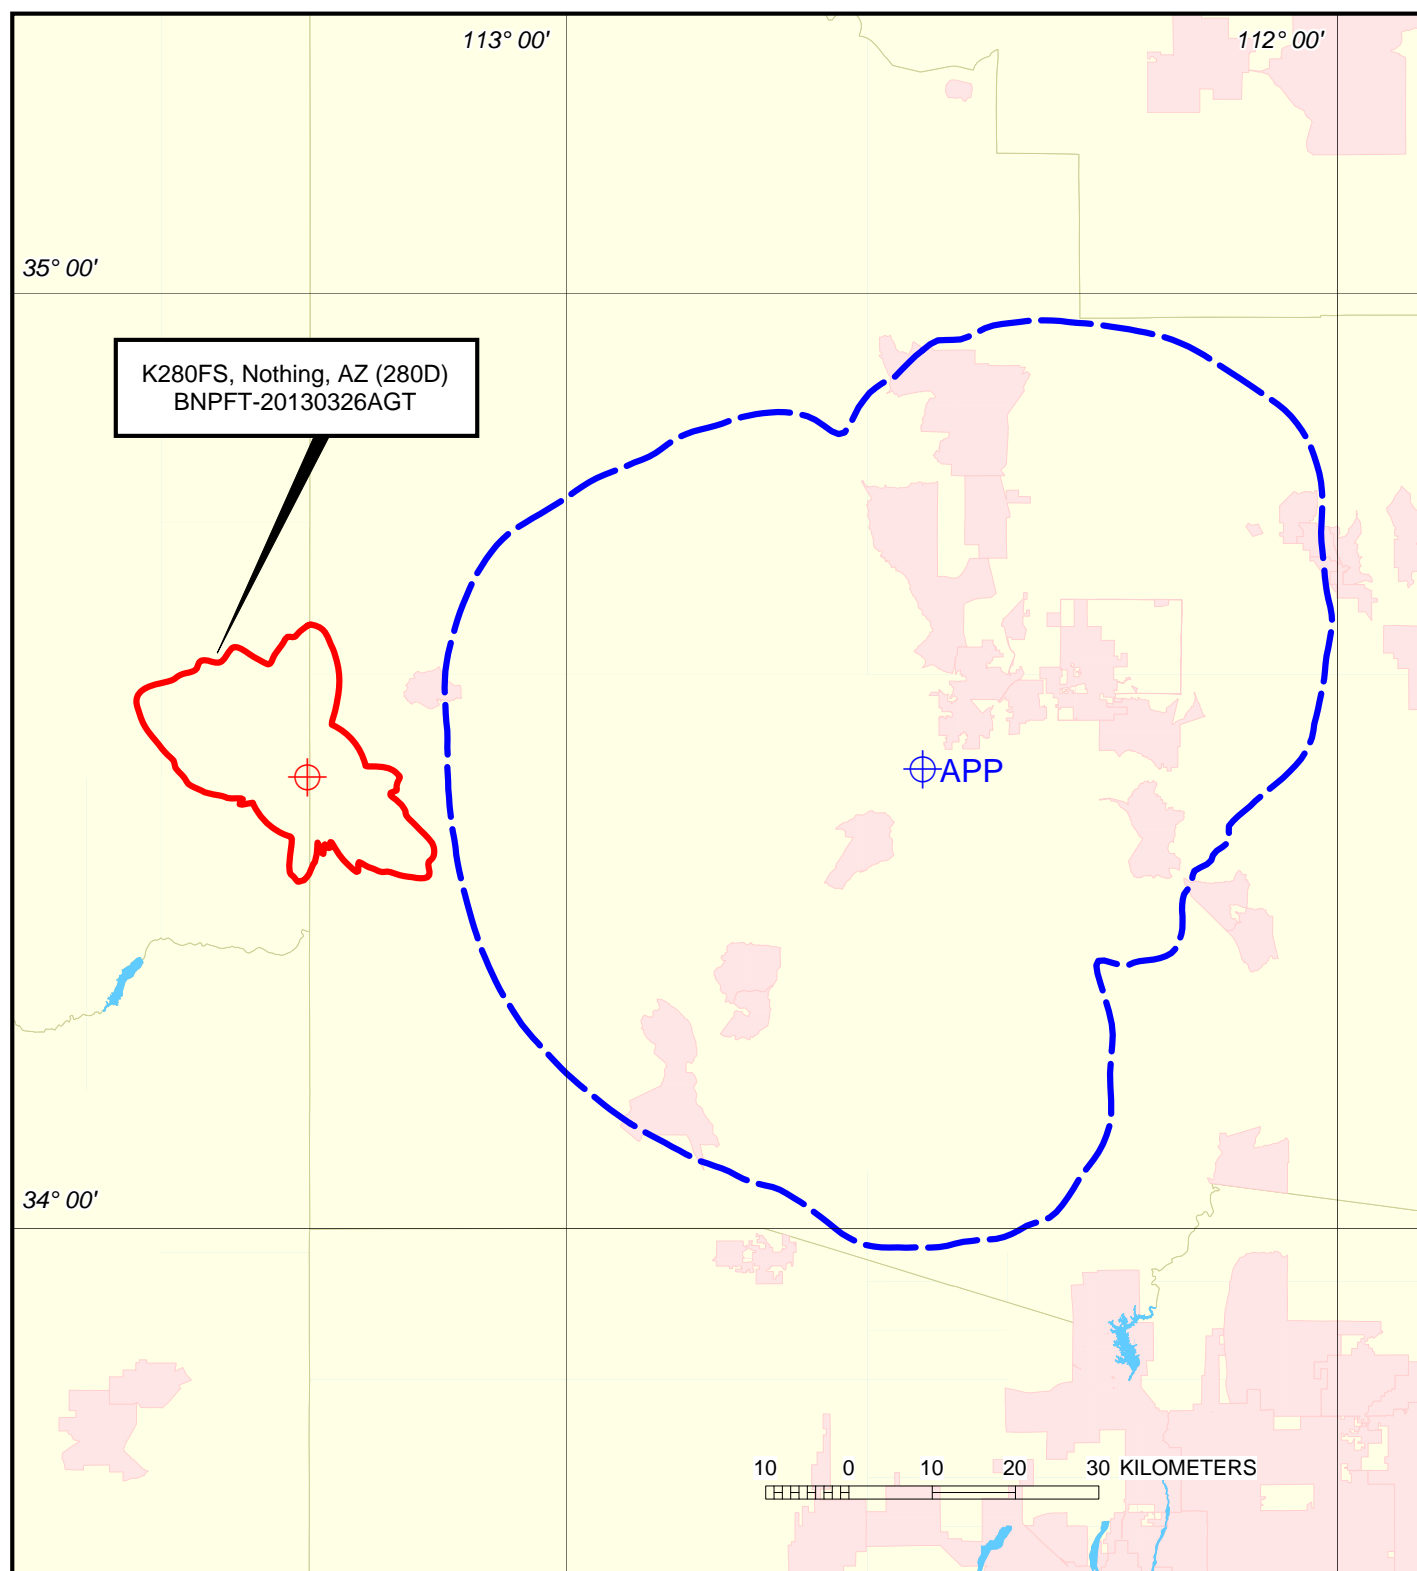 113° 00'
112° 00'
35° 00'
K280FS, Nothing, AZ (280D)
BNPFT-20130326AGT
APP
34° 00'
10 0 10 20 30 KILOMETERS